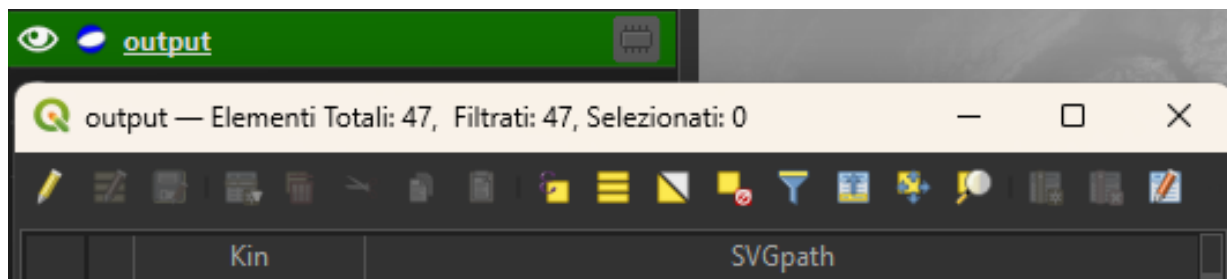 output
output — Elementi Totali: 47, Filtrati: 47, Selezionati: 0
Kin SVGpath